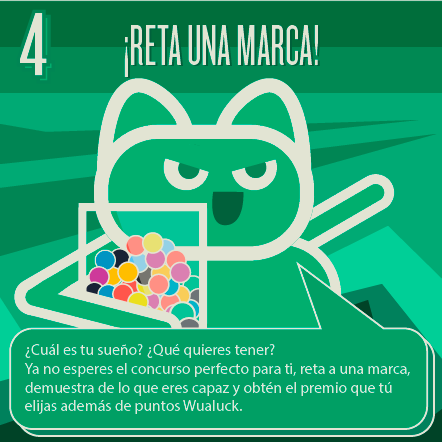 4
¡RETA UNA MARCA!
¿Cuál es tu sueño? ¿Qué quieres tener?
Ya no esperes el concurso perfecto para ti, reta a una marca,
demuestra de lo que eres capaz y obtén el premio que tú
elijas además de puntos Wualuck.